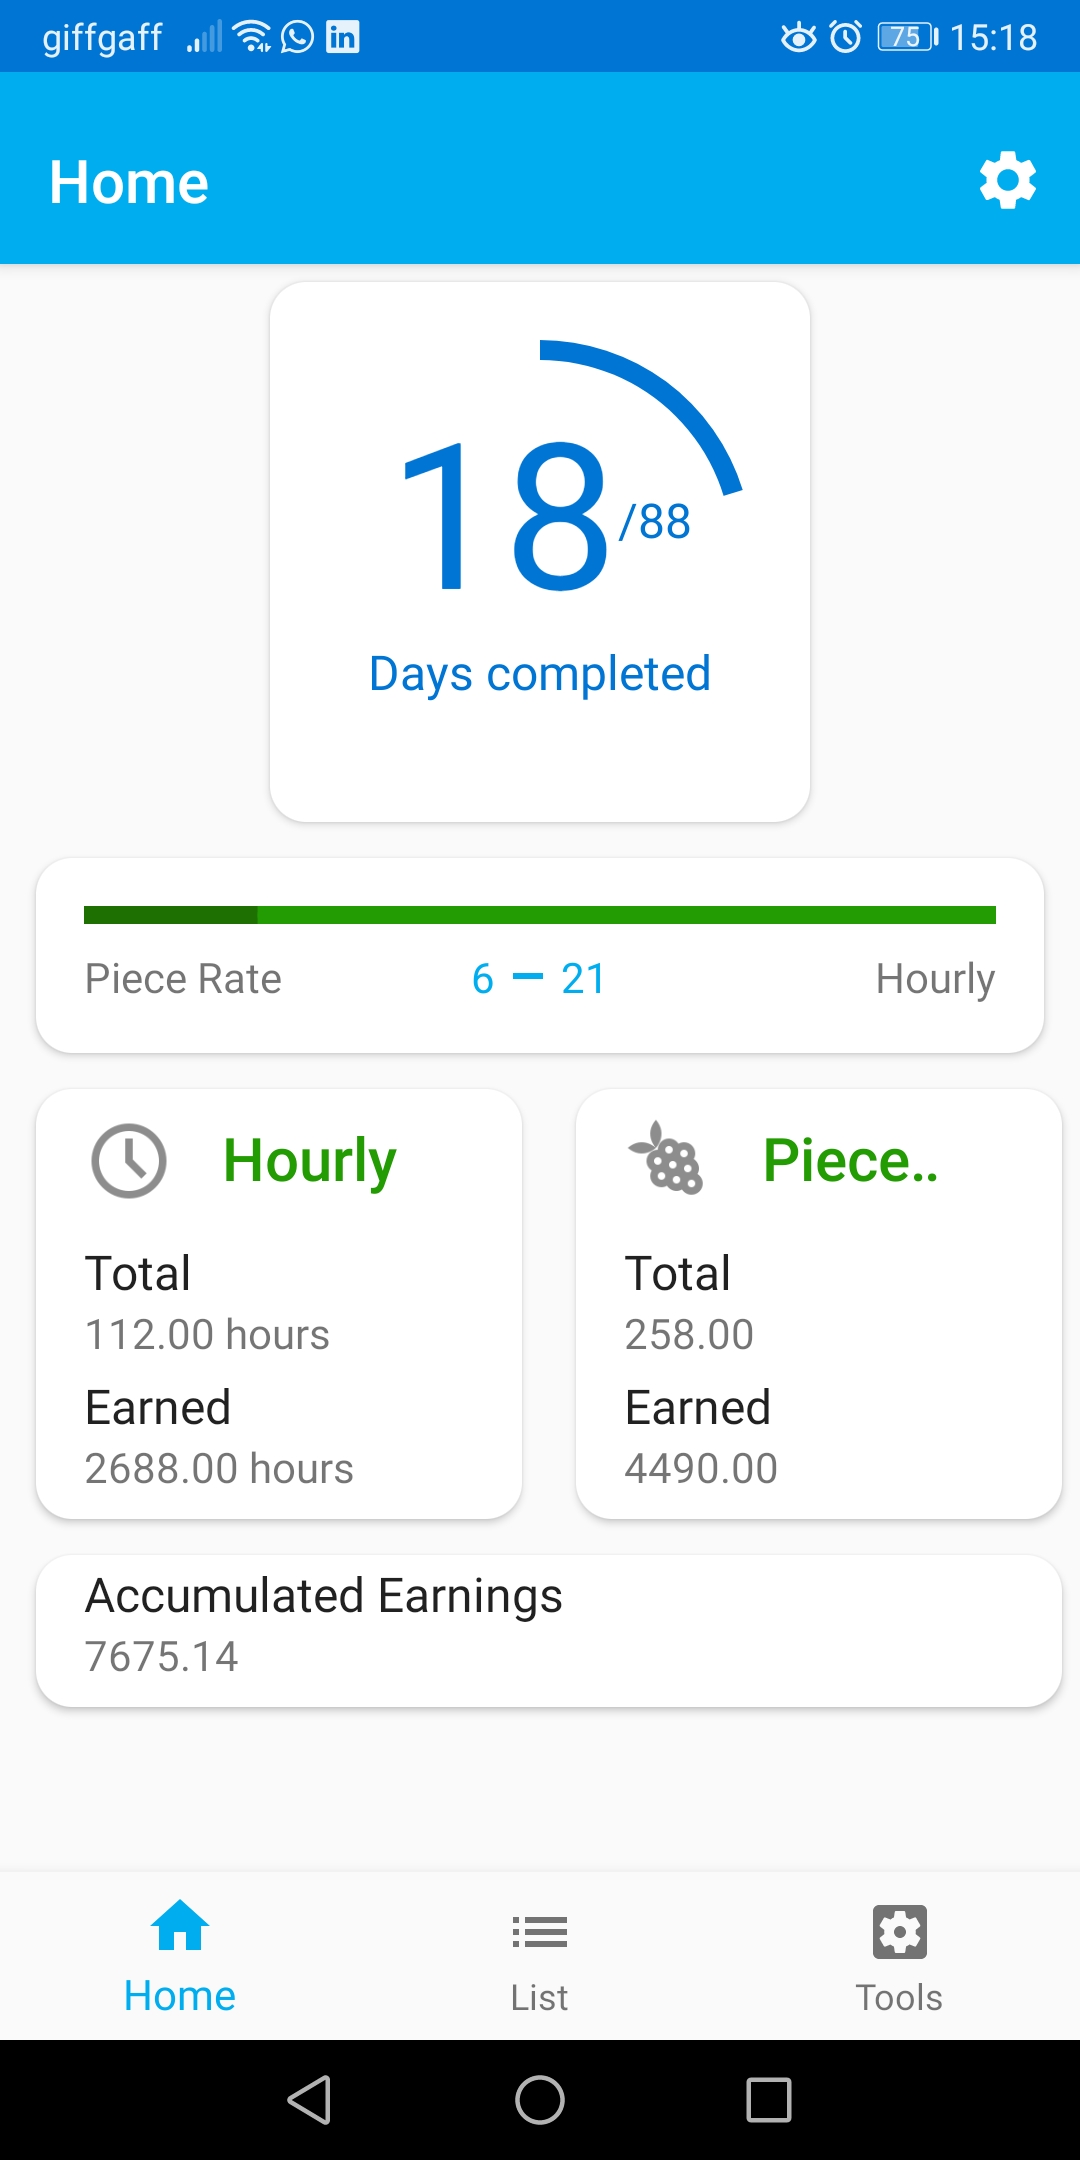 giffgaff in 75 15:18
Home
18/88
Days completed
Piece Rate 6 – 21 Hourly
Hourly
Total
112.00 hours
Earned
2688.00 hours
Piece..
Total
258.00
Earned
4490.00
Accumulated Earnings
7675.14
Home List Tools